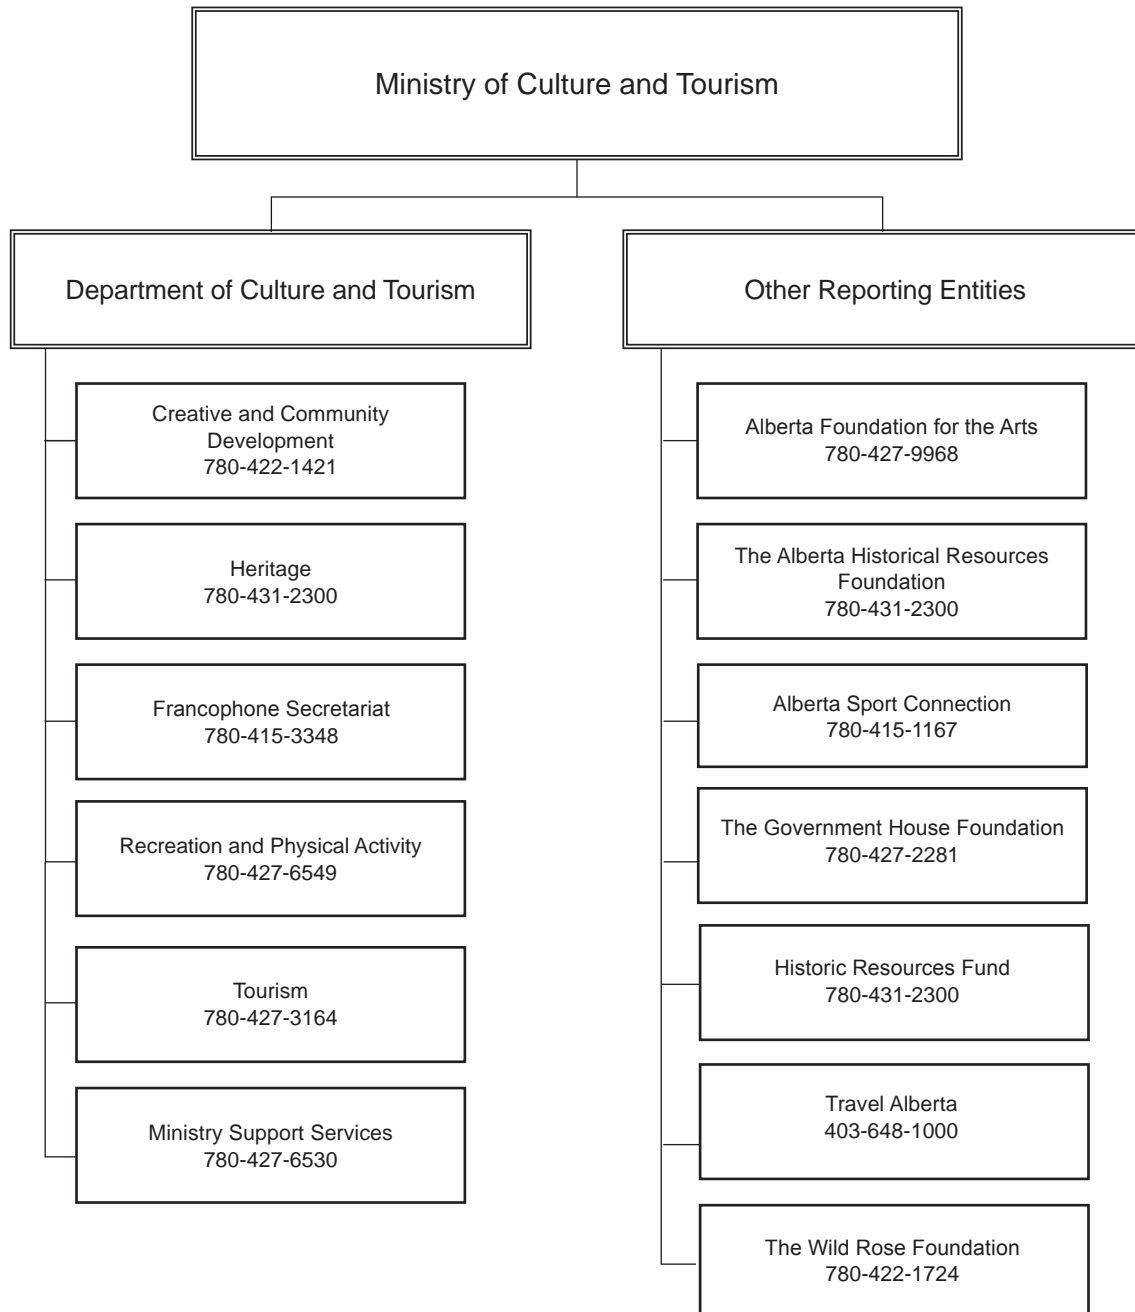 Ministry of Culture and Tourism
Department of Culture and Tourism
Creative and Community
Development
780-422-1421
Heritage
780-431-2300
Francophone Secretariat
780-415-3348
Recreation and Physical Activity
780-427-6549
Tourism
780-427-3164
Ministry Support Services
780-427-6530
Other Reporting Entities
Alberta Foundation for the Arts
780-427-9968
The Alberta Historical Resources
Foundation
780-431-2300
Alberta Sport Connection
780-415-1167
The Government House Foundation
780-427-2281
Historic Resources Fund
780-431-2300
Travel Alberta
403-648-1000
The Wild Rose Foundation
780-422-1724